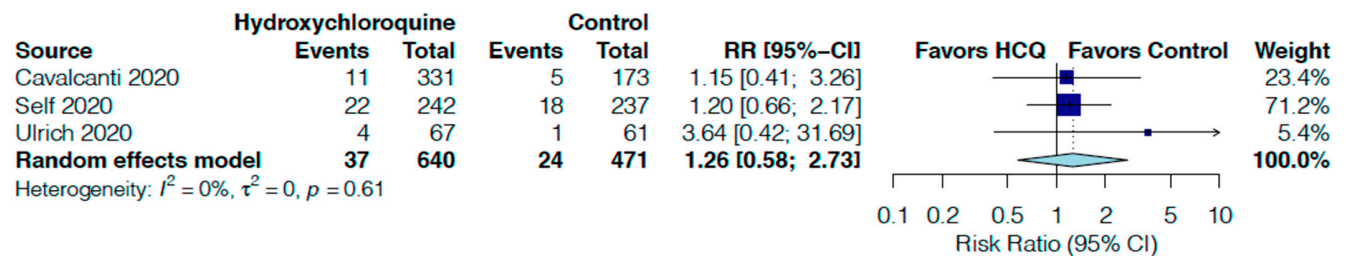 Hydroxychloroquine Control
Source Events Total Events Total RR [95%−CI] Favors HCQ Favors Control Weight
Cavalcanti 2020 11 331 5 173 1.15 [0.41; 3.26] 23.4%
Self 2020 22 242 18 237 1.20 [0.66; 2.17] 71.2%
Ulrich 2020 4 67 1 61 3.64 [0.42; 31.69] 5.4%
Random effects model 37 640 24 471 1.26 [0.58; 2.73] 100.0%
Heterogeneity: I² = 0%, τ² = 0, p = 0.61
0.1 0.2 0.5 1 2 5 10
Risk Ratio (95% CI)